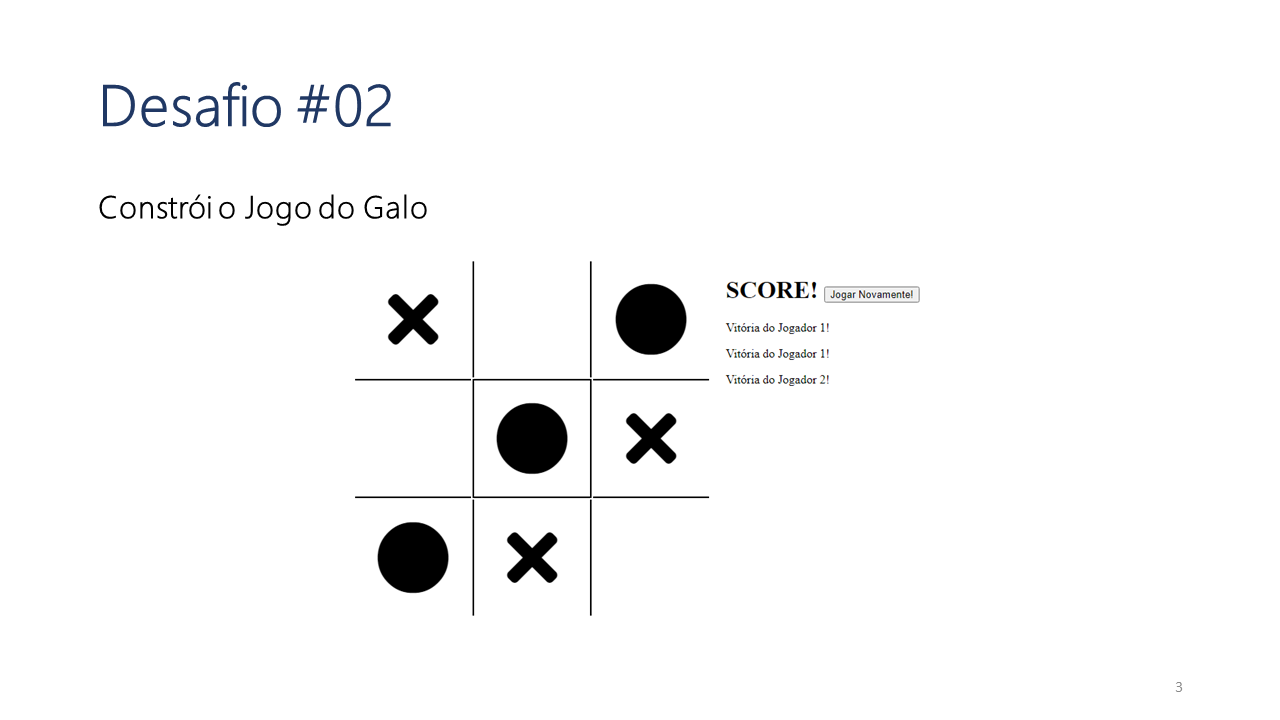 Desafio #02
Constrói o Jogo do Galo
SCORE! Jogar Novamente!
Vitória do Jogador 1!
Vitória do Jogador 1!
Vitória do Jogador 2!
3